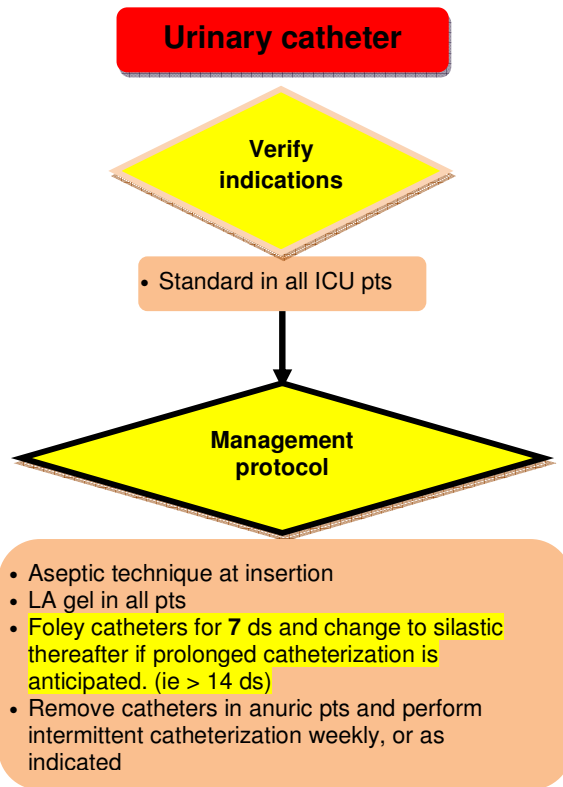 Urinary catheter
Verify
indications
• Standard in all ICU pts
Management
protocol
• Aseptic technique at insertion
• LA gel in all pts
• Foley catheters for 7 ds and change to silastic
thereafter if prolonged catheterization is
anticipated. (ie > 14 ds)
• Remove catheters in anuric pts and perform
intermittent catheterization weekly, or as
indicated